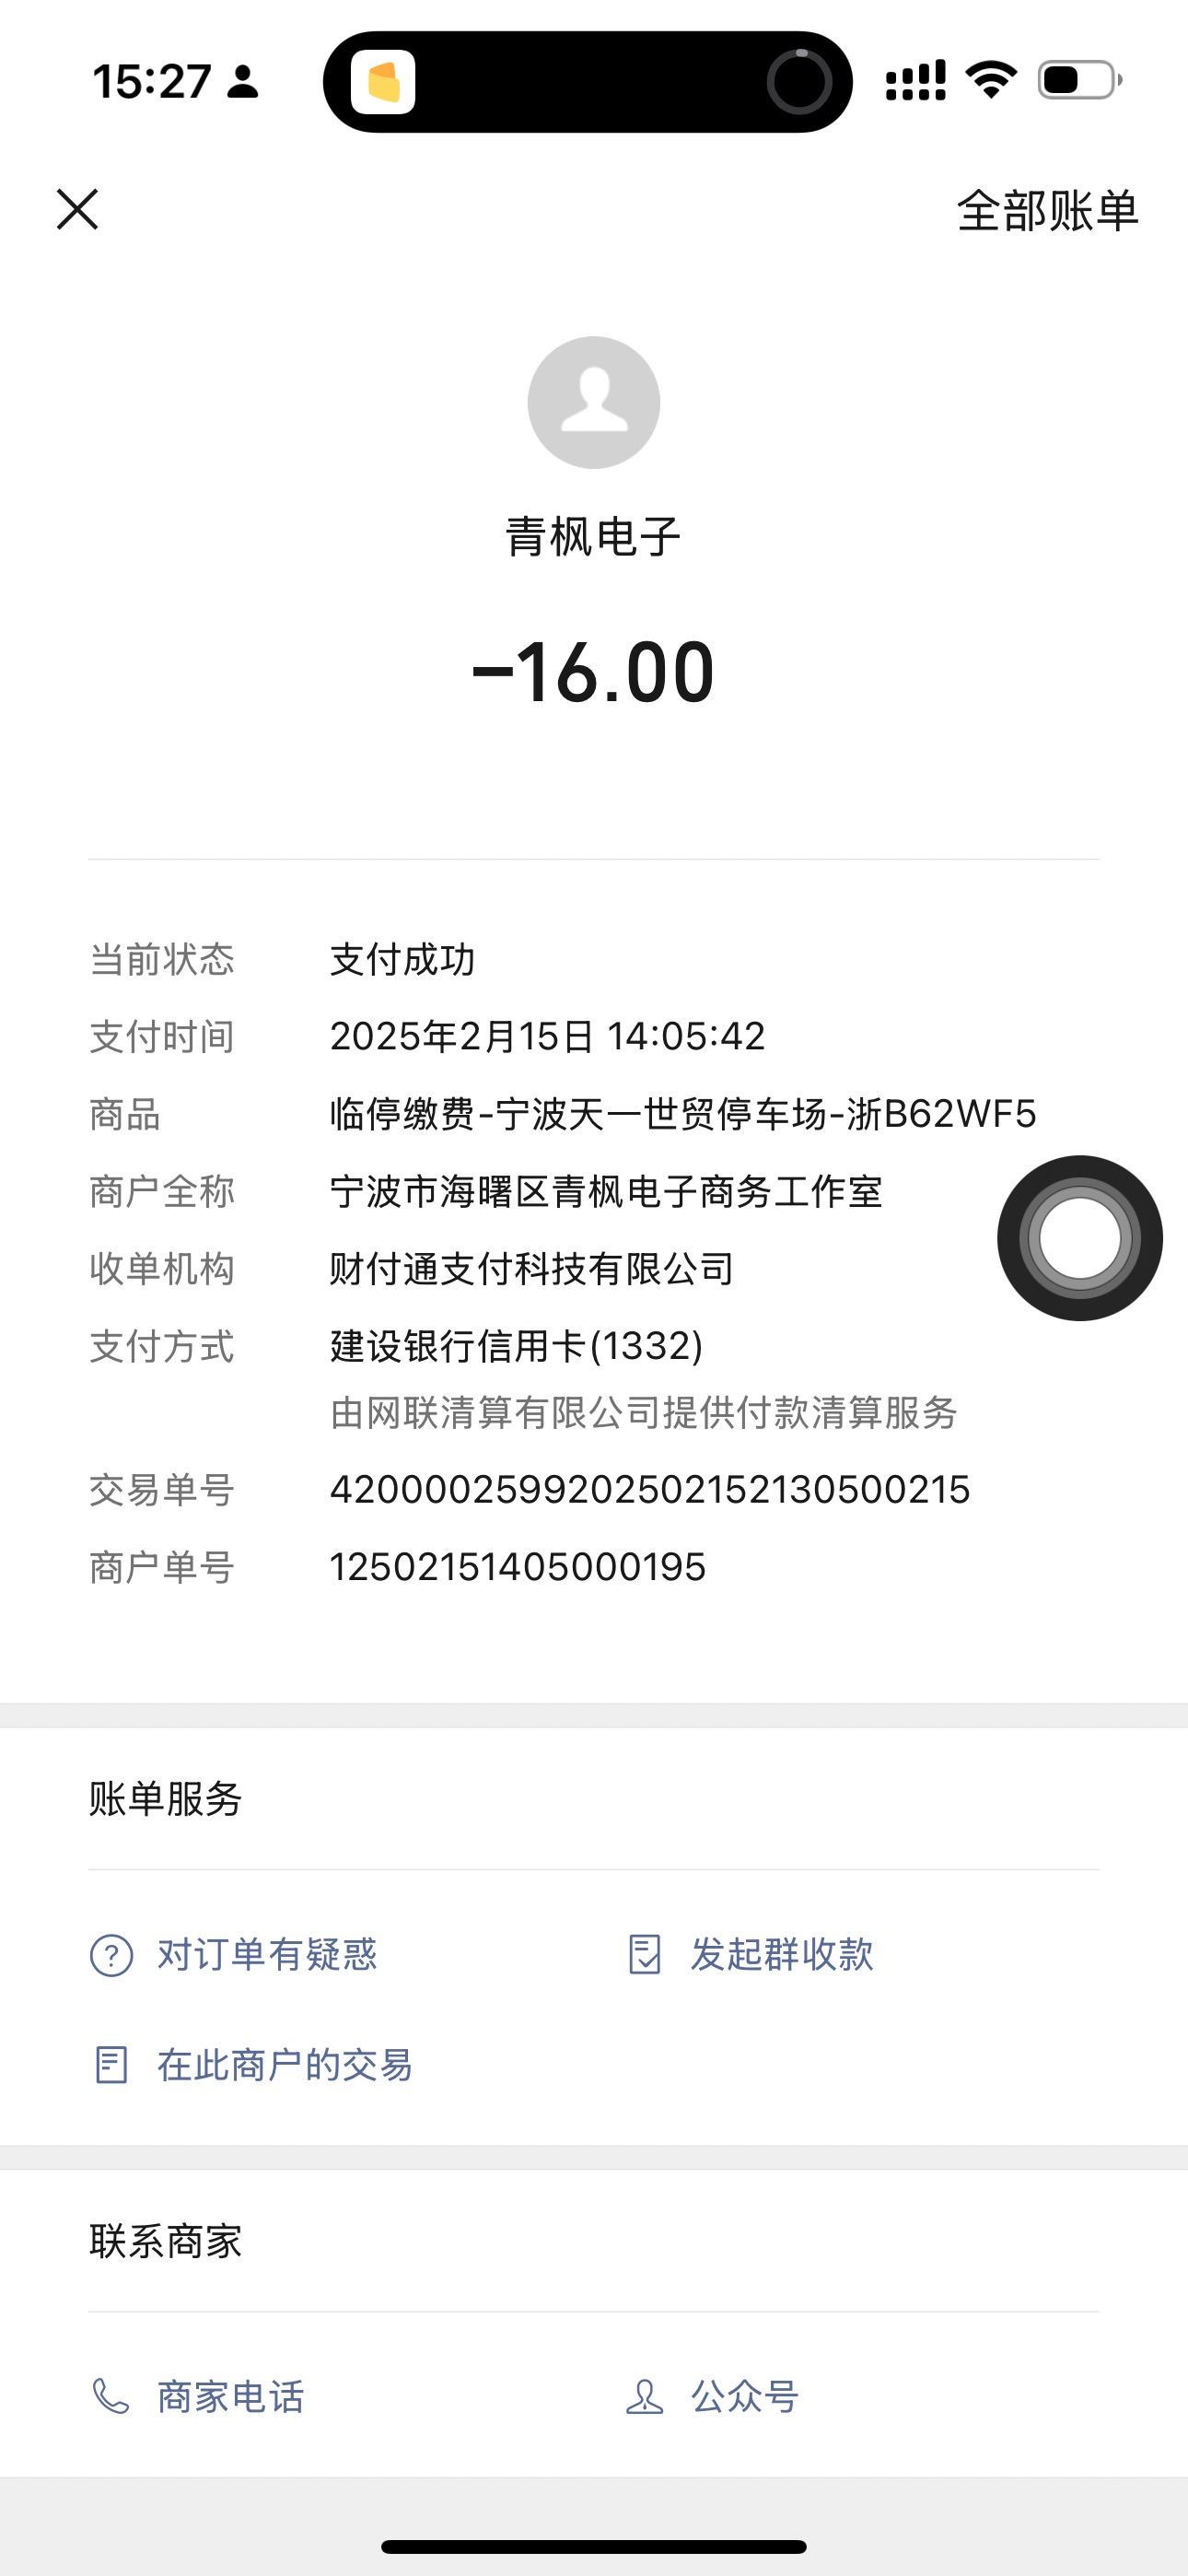 15:27
全部账单
青枫电子
-16.00
当前状态 支付成功
支付时间 2025年2月15日 14:05:42
商品 临停缴费-宁波天一世贸停车场-浙B62WF5
商户全称 宁波市海曙区青枫电子商务工作室
收单机构 财付通支付科技有限公司
支付方式 建设银行信用卡(1332)
由网联清算有限公司提供付款清算服务
交易单号 4200002599202502152130500215
商户单号 12502151405000195
账单服务
对订单有疑惑 发起群收款
在此商户的交易
联系商家
商家电话 公众号